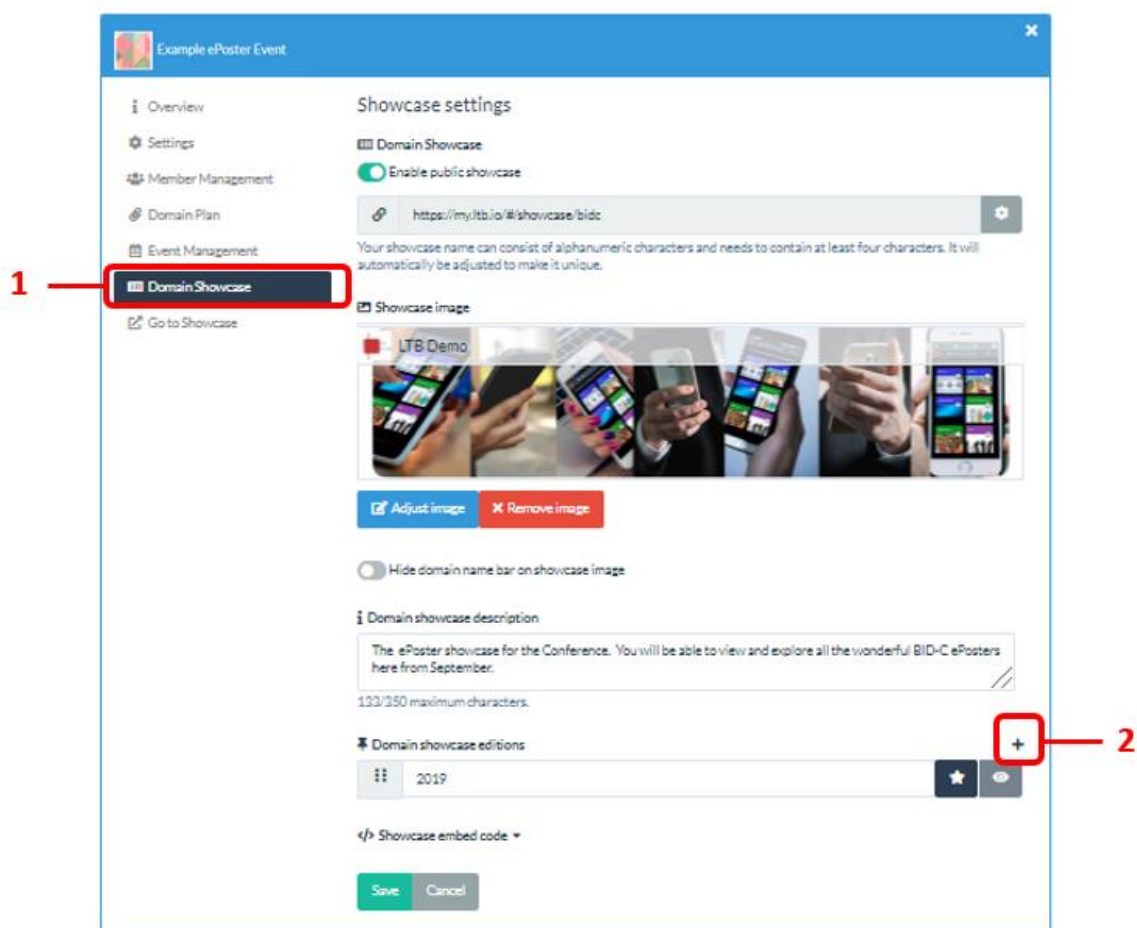 Example ePoster Event
Overview
Settings
Member Management
Domain Plan
Event Management
1
Domain Showcase
Go to Showcase
Showcase settings
Domain Showcase
Enable public showcase
https://my.ltb.io/#/showcase/bidc
Your showcase name can consist of alphanumeric characters and needs to contain at least four characters. It will
automatically be adjusted to make it unique.
Showcase image
LTB Demo
Adjust image
Remove image
Hide domain name bar on showcase image
Domain showcase description
The ePoster showcase for the Conference. You will be able to view and explore all the wonderful BID-C ePosters
here from September.
133/350 maximum characters.
Domain showcase editions
+
2
2019
</> Showcase embed code
Save
Cancel